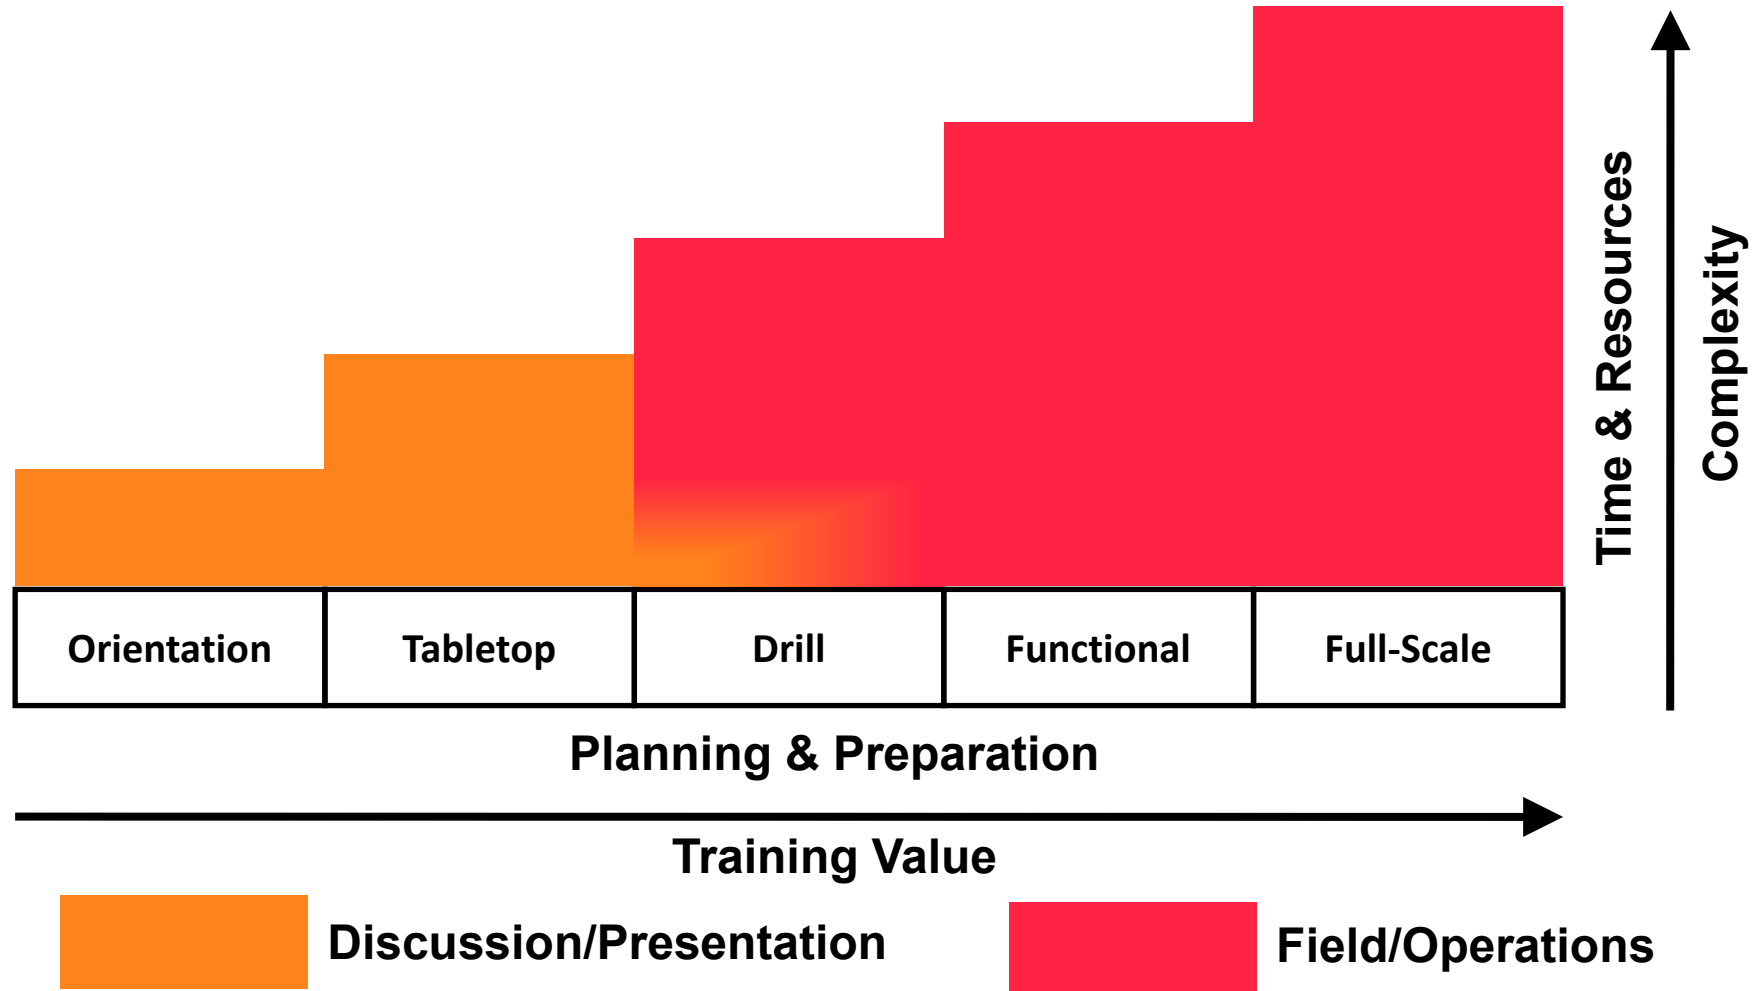 Time & Resources
Complexity
Orientation
Tabletop
Drill
Functional
Full-Scale
Planning & Preparation
Training Value
Discussion/Presentation
Field/Operations